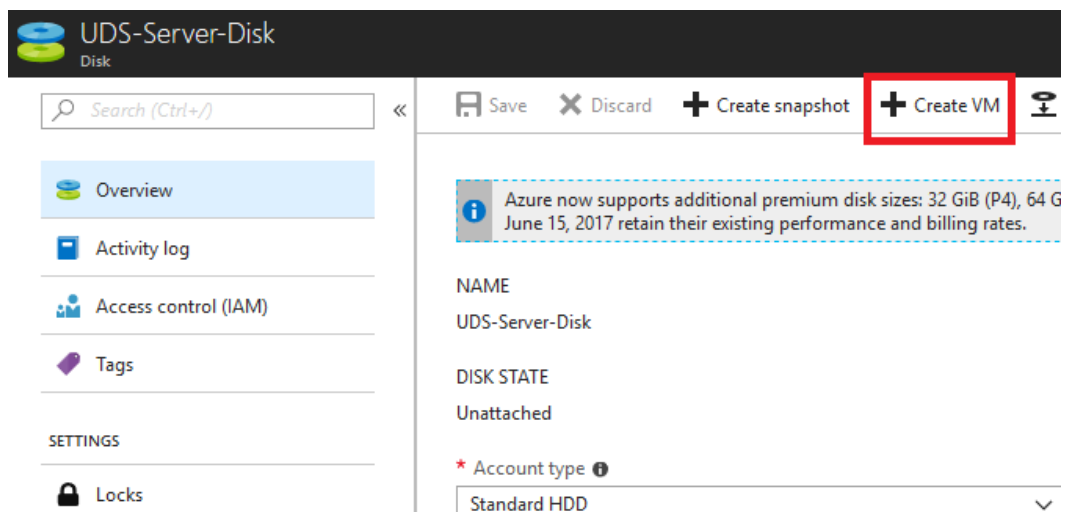 UDS-Server-Disk
Disk
Search (Ctrl+/)
Overview
Activity log
Access control (IAM)
Tags
SETTINGS
Locks
Save Discard Create snapshot Create VM
Azure now supports additional premium disk sizes: 32 GiB (P4), 64 G
June 15, 2017 retain their existing performance and billing rates.
NAME
UDS-Server-Disk
DISK STATE
Unattached
* Account type
Standard HDD